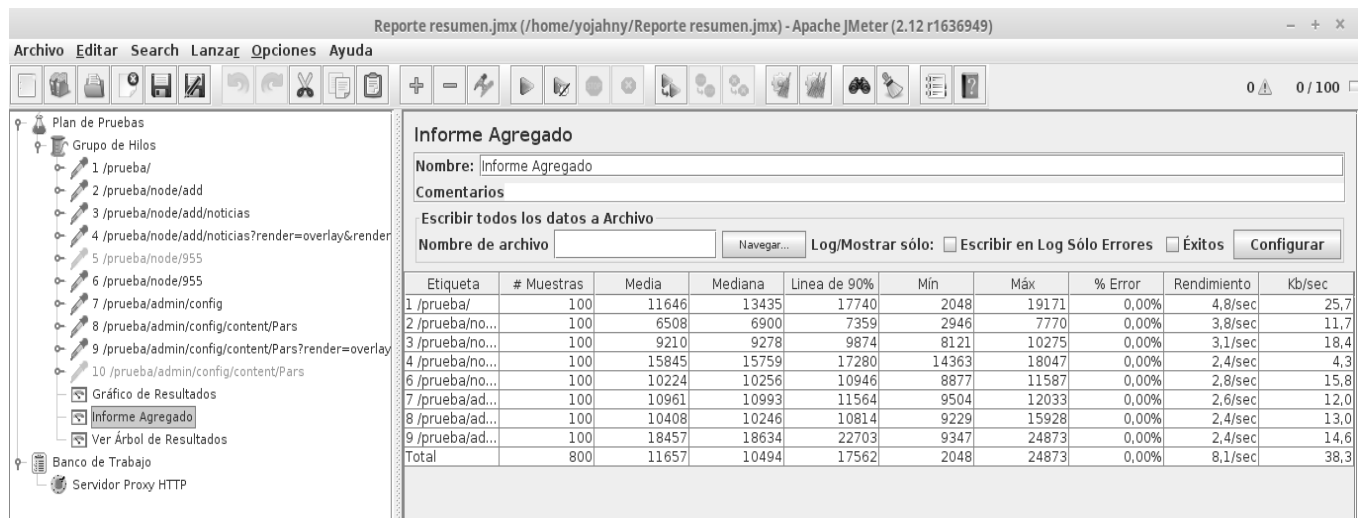 Reporte resumen.jmx (/home/yojahny/Reporte resumen.jmx) - Apache JMeter (2.12 r1636949)
Archivo Editar Search Lanzar Opciones Ayuda
0 0 / 100
Plan de Pruebas
Grupo de Hilos
1 /prueba/
2 /prueba/node/add
3 /prueba/node/add/noticias
4 /prueba/node/add/noticias?render=overlay&render
5 /prueba/node/955
6 /prueba/node/955
7 /prueba/admin/config
8 /prueba/admin/config/content/Pars
9 /prueba/admin/config/content/Pars?render=overlay
10 /prueba/admin/config/content/Pars
Gráfico de Resultados
Informe Agregado
Ver Árbol de Resultados
Banco de Trabajo
Servidor Proxy HTTP
Informe Agregado
Nombre: Informe Agregado
Comentarios
Escribir todos los datos a Archivo
Nombre de archivo Navegar... Log/Mostrar sólo: Escribir en Log Sólo Errores Éxitos Configurar
Etiqueta # Muestras Media Mediana Linea de 90% Mín Máx % Error Rendimiento Kb/sec
1 /prueba/ 100 11646 13435 17740 2048 19171 0,00% 4,8/sec 25,7
2 /prueba/no... 100 6508 6900 7359 2946 7770 0,00% 3,8/sec 11,7
3 /prueba/no... 100 9210 9278 9874 8121 10275 0,00% 3,1/sec 18,4
4 /prueba/no... 100 15845 15759 17280 14363 18047 0,00% 2,4/sec 4,3
6 /prueba/no... 100 10224 10256 10946 8877 11587 0,00% 2,8/sec 15,8
7 /prueba/ad... 100 10961 10993 11564 9504 12033 0,00% 2,6/sec 12,0
8 /prueba/ad... 100 10408 10246 10814 9229 15928 0,00% 2,4/sec 13,0
9 /prueba/ad... 100 18457 18634 22703 9347 24873 0,00% 2,4/sec 14,6
Total 800 11657 10494 17562 2048 24873 0,00% 8,1/sec 38,3